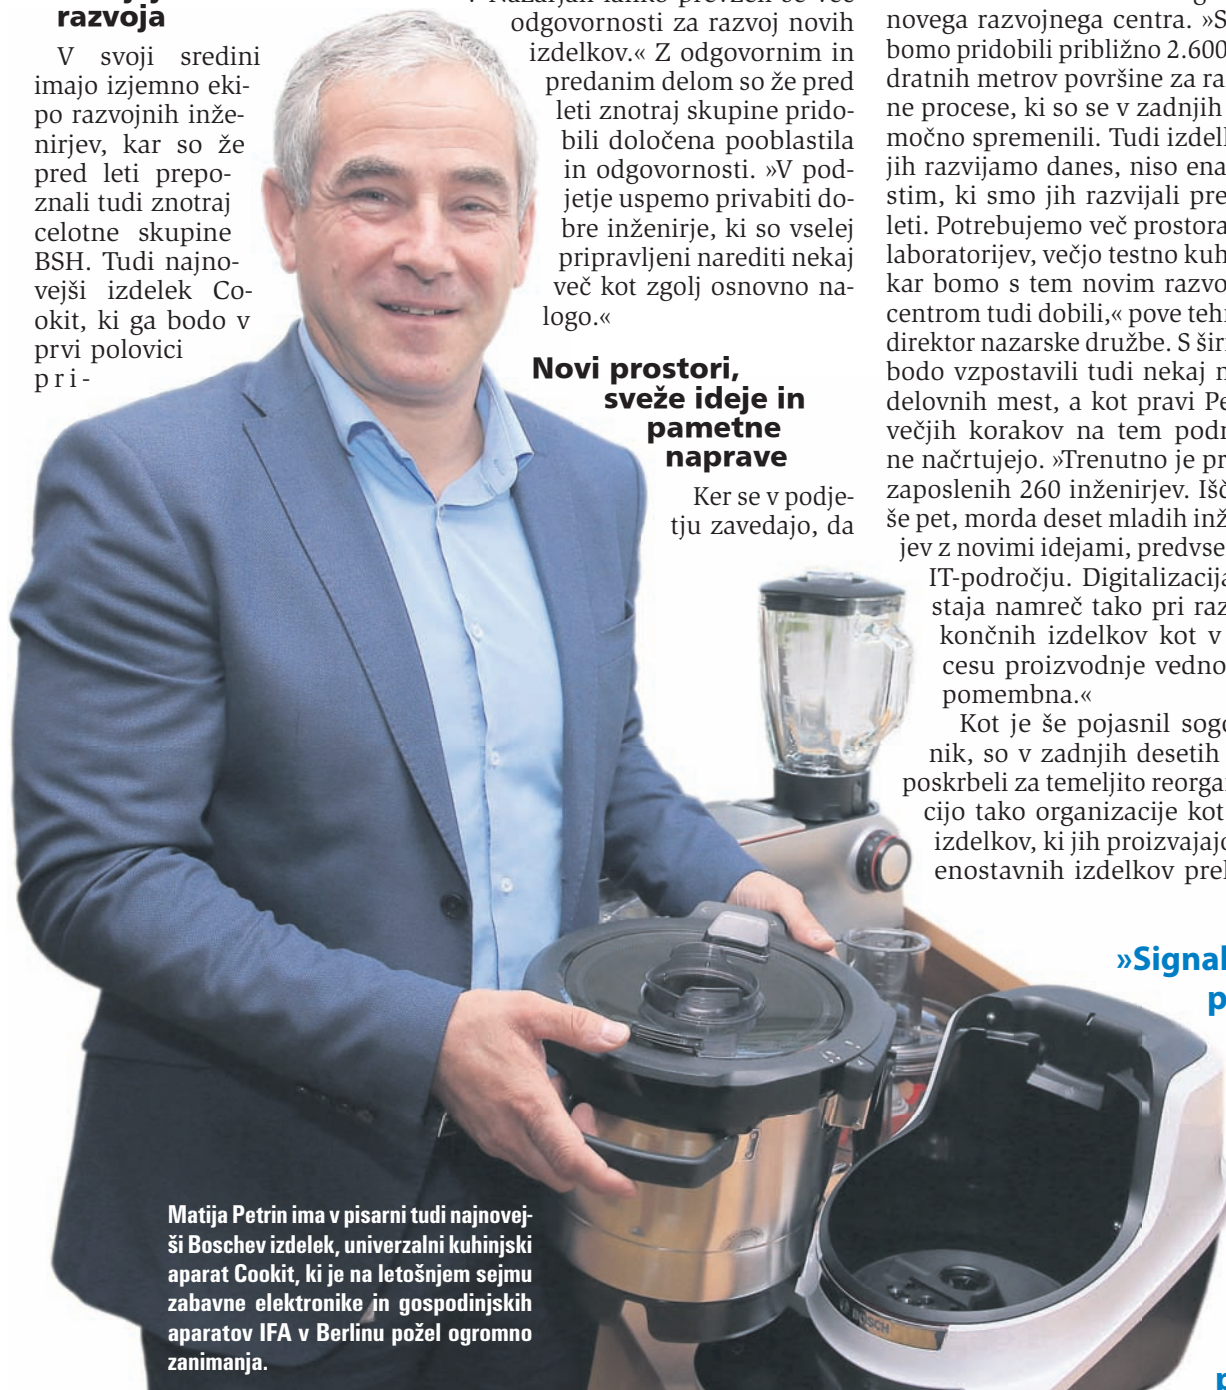 razvoja
V svoji sredini
imajo izjemno eki-
po razvojnih inže-
nirjev, kar so že
pred leti prepo-
znali tudi znotraj
celotne skupine
BSH. Tudi najno-
vejši izdelek Co-
okit, ki ga bodo v
prvi polovici
pri-
odgovornosti za razvoj novih
izdelkov.« Z odgovornim in
predanim delom so že pred
leti znotraj skupine prido-
bili določena pooblastila
in odgovornosti. »V pod-
jetje uspemo privabiti do-
bre inženirje, ki so vselej
pripravljeni narediti nekaj
več kot zgolj osnovno na-
logo.«
Novi prostori,
sveže ideje in
pametne
naprave
Ker se v podje-
tju zavedajo, da
novega razvojnega centra. »S
bomo pridobili približno 2.600
dratnih metrov površine za ra
ne procese, ki so se v zadnjih
močno spremenili. Tudi izdel
jih razvijamo danes, niso ena
stim, ki smo jih razvijali pre
leti. Potrebujemo več prostora
laboratorijev, večjo testno kuh
kar bomo s tem novim razvo
centrom tudi dobili,« pove teh
direktor nazarske družbe. S šir
bodo vzpostavili tudi nekaj n
delovnih mest, a kot pravi Pe
večjih korakov na tem podr
ne načrtujejo. »Trenutno je pr
zaposlenih 260 inženirjev. Išč
še pet, morda deset mladih inž
jev z novimi idejami, predvse
IT-področju. Digitalizacija
staja namreč tako pri raz
končnih izdelkov kot v
cesu proizvodnje vedno
pomembna.«
Kot je še pojasnil sogo
nik, so v zadnjih desetih
poskrbeli za temeljito reorga
cijo tako organizacije kot
izdelkov, ki jih proizvajajo
enostavnih izdelkov pre
»Signal
p
BOSCH
Matija Petrin ima v pisarni tudi najnovej-
ši Boschev izdelek, univerzalni kuhinjski
aparat Cookit, ki je na letošnjem sejmu
zabavne elektronike in gospodinjskih
aparatov IFA v Berlinu požel ogromno
zanimanja.
p